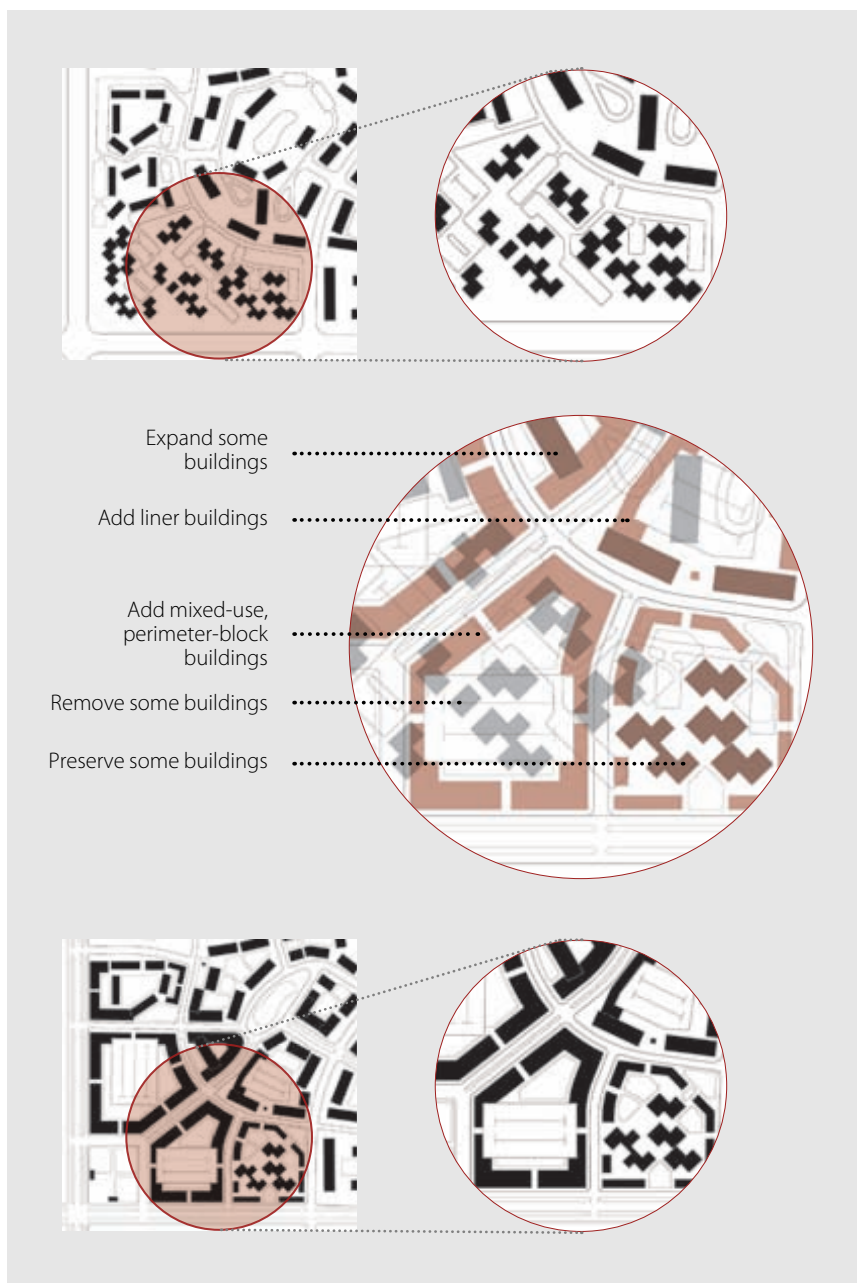 Expand some
buildings
Add liner buildings
Add mixed-use,
perimeter-block
buildings
Remove some buildings
Preserve some buildings